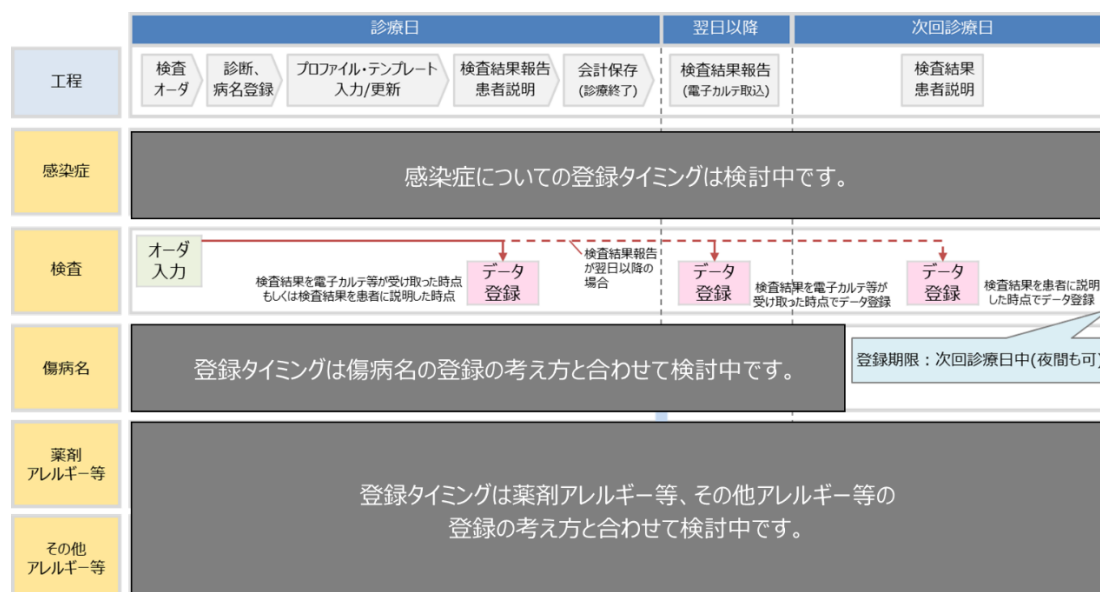 診療日
翌日以降
次回診療日
工程
検査
オーダ
診断、
病名登録
プロファイル・テンプレート
入力/更新
検査結果報告
患者説明
会計保存
(診療終了)
検査結果報告
(電子カルテ取込)
検査結果
患者説明
感染症
感染症についての登録タイミングは検討中です。
検査
オーダ
入力
検査結果を電子カルテ等が受け取った時点
もしくは検査結果を患者に説明した時点
データ
登録
検査結果報告
が翌日以降の
場合
データ
登録
検査結果を電子カルテ等が
受け取った時点でデータ登録
データ
登録
検査結果を患者に説明
した時点でデータ登録
傷病名
登録タイミングは傷病名の登録の考え方と合わせて検討中です。
登録期限：次回診療日中(夜間も可)
薬剤
アレルギー等
登録タイミングは薬剤アレルギー等、その他アレルギー等の
登録の考え方と合わせて検討中です。
その他
アレルギー等